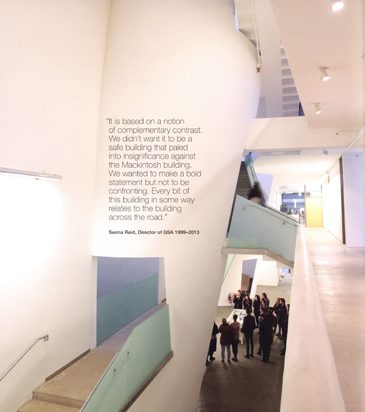 "It is based on a notion
of complementary contrast.
We didn't want it to be a
safe building that paled
into insignificance against
the Mackintosh building.
We wanted to make a bold
statement but not to be
confronting. Every bit of
this building in some way
relates to the building
across the road."
Seona Reid, Director of GSA 1999–2013